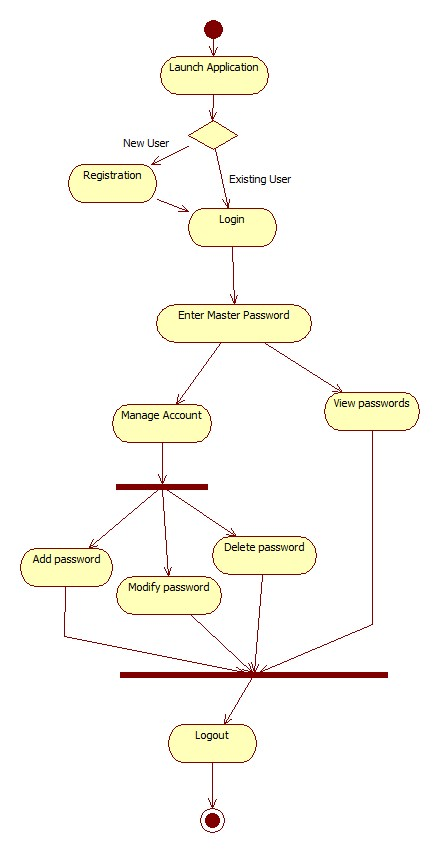 Launch Application
New User
Registration
Existing User
Login
Enter Master Password
View passwords
Manage Account
Delete password
Add password
Modify password
Logout